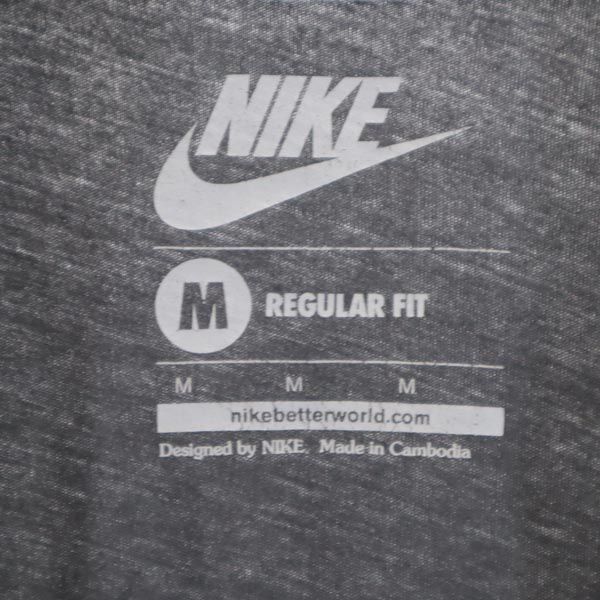 NIKE
M REGULAR FIT
M M M
nikebetterworld.com
Designed by NIKE, Made in Cambodia